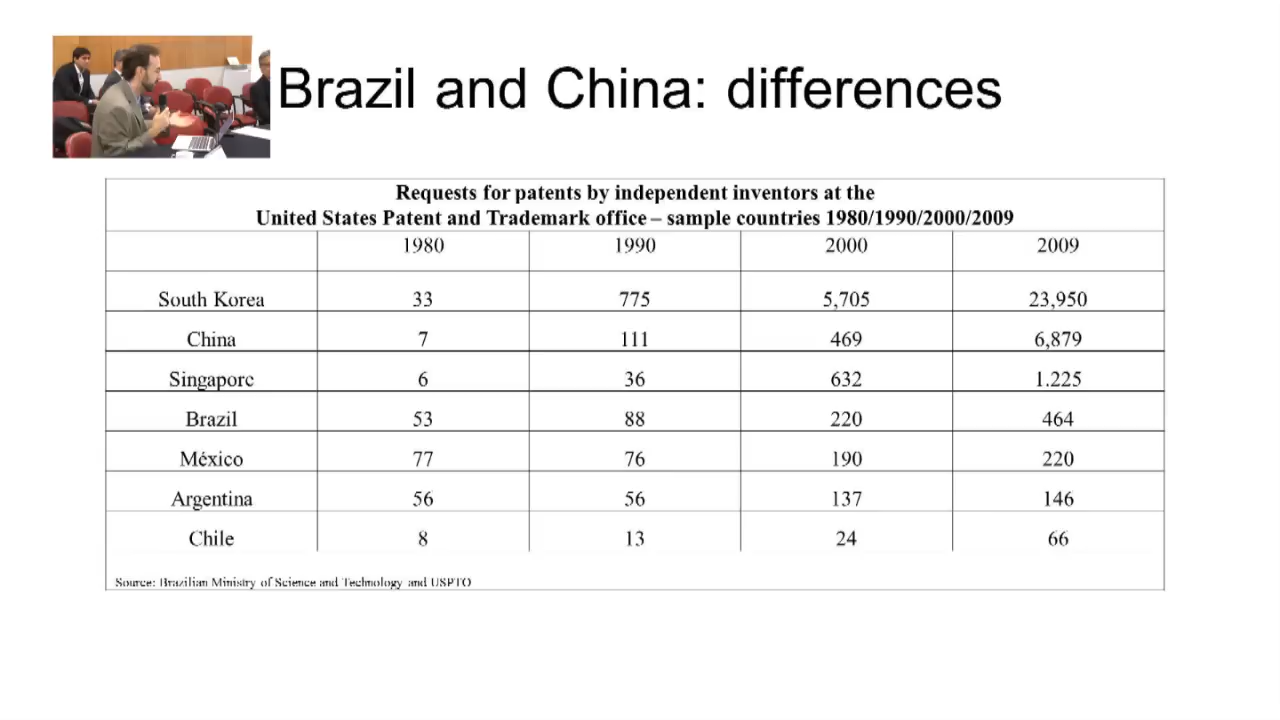 Brazil and China: differences
Requests for patents by independent inventors at the
United States Patent and Trademark office – sample countries 1980/1990/2000/2009
1980 1990 2000 2009
South Korea 33 775 5,705 23,950
China 7 111 469 6,879
Singapore 6 36 632 1.225
Brazil 53 88 220 464
México 77 76 190 220
Argentina 56 56 137 146
Chile 8 13 24 66
Source: Brazilian Ministry of Science and Technology and USPTO